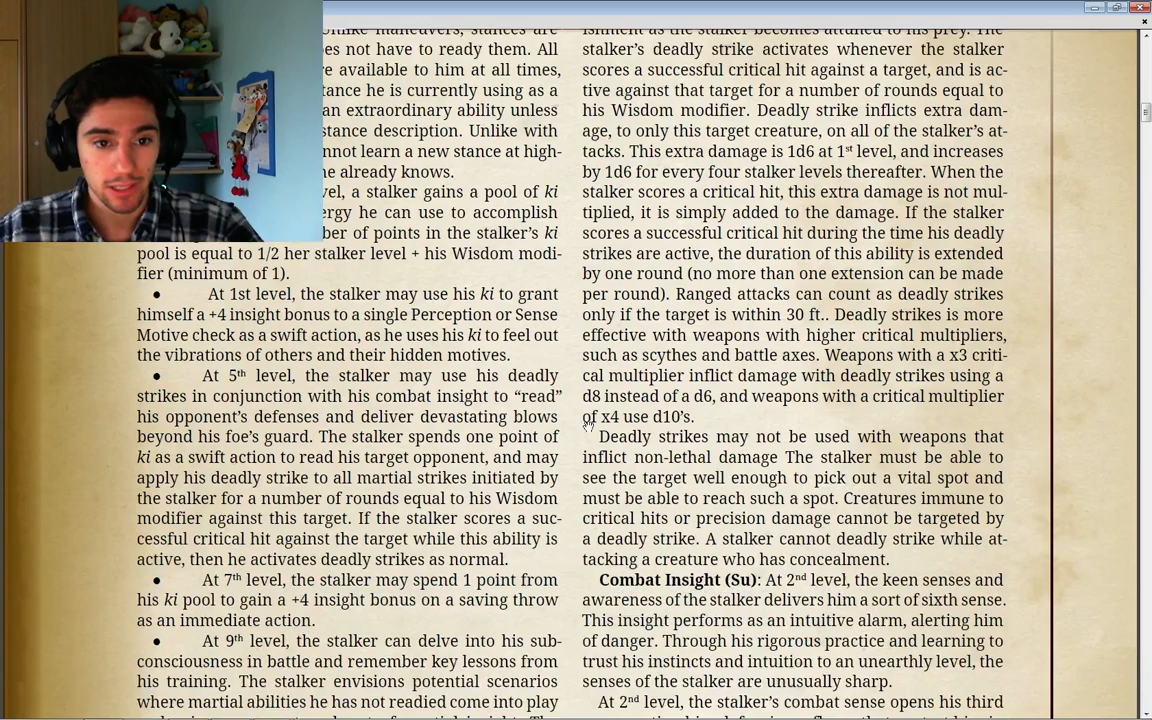 Unlike maneuvers, stances are
es not have to ready them. All
e available to him at all times,
tance he is currently using as a
an extraordinary ability unless
stance description. Unlike with
nnot learn a new stance at high-
he already knows.
vel, a stalker gains a pool of ki
ergy he can use to accomplish
ber of points in the stalker's ki
pool is equal to 1/2 her stalker level + his Wisdom modi-
fier (minimum of 1).
• At 1st level, the stalker may use his ki to grant
himself a +4 insight bonus to a single Perception or Sense
Motive check as a swift action, as he uses his ki to feel out
the vibrations of others and their hidden motives.
• At 5th level, the stalker may use his deadly
strikes in conjunction with his combat insight to “read”
his opponent’s defenses and deliver devastating blows
beyond his foe’s guard. The stalker spends one point of
ki as a swift action to read his target opponent, and may
apply his deadly strike to all martial strikes initiated by
the stalker for a number of rounds equal to his Wisdom
modifier against this target. If the stalker scores a suc-
cessful critical hit against the target while this ability is
active, then he activates deadly strikes as normal.
• At 7th level, the stalker may spend 1 point from
his ki pool to gain a +4 insight bonus on a saving throw
as an immediate action.
• At 9th level, the stalker can delve into his sub-
consciousness in battle and remember key lessons from
his training. The stalker envisions potential scenarios
where martial abilities he has not readied come into play
ishment as the stalker becomes attuned to his prey. The
stalker’s deadly strike activates whenever the stalker
scores a successful critical hit against a target, and is ac-
tive against that target for a number of rounds equal to
his Wisdom modifier. Deadly strike inflicts extra dam-
age, to only this target creature, on all of the stalker’s at-
tacks. This extra damage is 1d6 at 1st level, and increases
by 1d6 for every four stalker levels thereafter. When the
stalker scores a critical hit, this extra damage is not mul-
tiplied, it is simply added to the damage. If the stalker
scores a successful critical hit during the time his deadly
strikes are active, the duration of this ability is extended
by one round (no more than one extension can be made
per round). Ranged attacks can count as deadly strikes
only if the target is within 30 ft.. Deadly strikes is more
effective with weapons with higher critical multipliers,
such as scythes and battle axes. Weapons with a x3 criti-
cal multiplier inflict damage with deadly strikes using a
d8 instead of a d6, and weapons with a critical multiplier
of x4 use d10’s.
Deadly strikes may not be used with weapons that
inflict non-lethal damage The stalker must be able to
see the target well enough to pick out a vital spot and
must be able to reach such a spot. Creatures immune to
critical hits or precision damage cannot be targeted by
a deadly strike. A stalker cannot deadly strike while at-
tacking a creature who has concealment.
Combat Insight (Su): At 2nd level, the keen senses and
awareness of the stalker delivers him a sort of sixth sense.
This insight performs as an intuitive alarm, alerting him
of danger. Through his rigorous practice and learning to
trust his instincts and intuition to an unearthly level, the
senses of the stalker are unusually sharp.
At 2nd level, the stalker’s combat sense opens his third